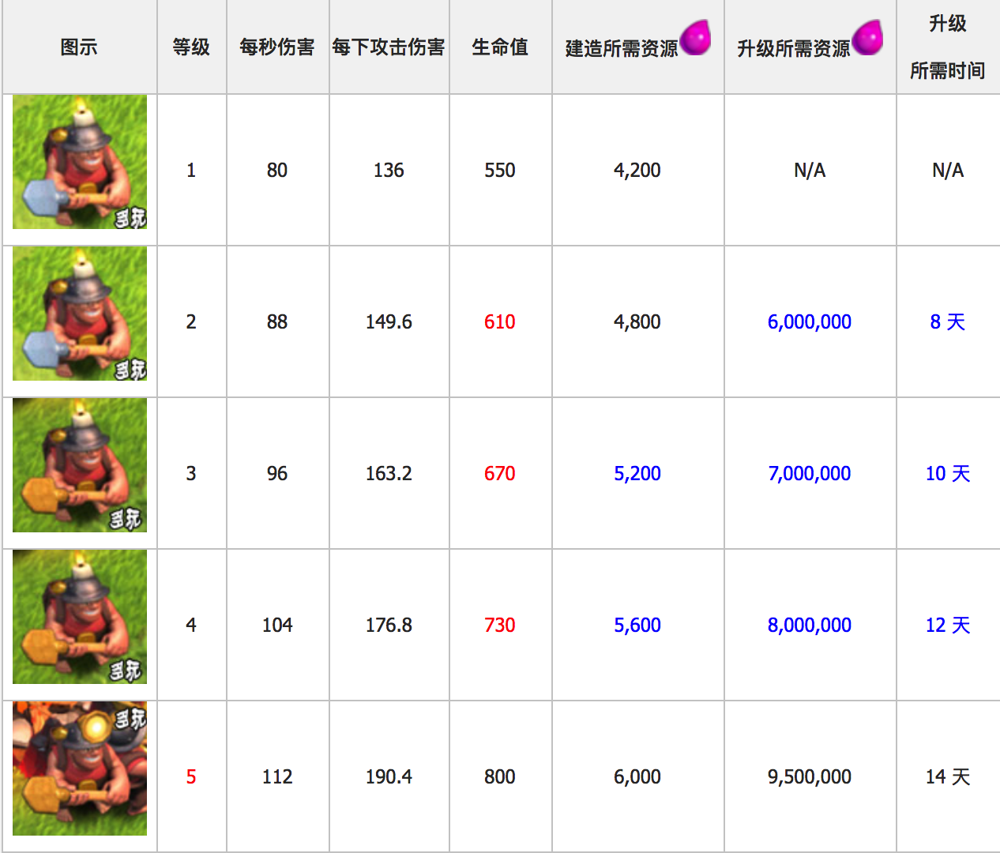 图示 等级 每秒伤害 每下攻击伤害 生命值 建造所需资源 升级所需资源 升级
所需时间
1 80 136 550 4,200 N/A N/A
多玩
2 88 149.6 610 4,800 6,000,000 8 天
多玩
3 96 163.2 670 5,200 7,000,000 10 天
多玩
4 104 176.8 730 5,600 8,000,000 12 天
多玩
多玩
5 112 190.4 800 6,000 9,500,000 14 天